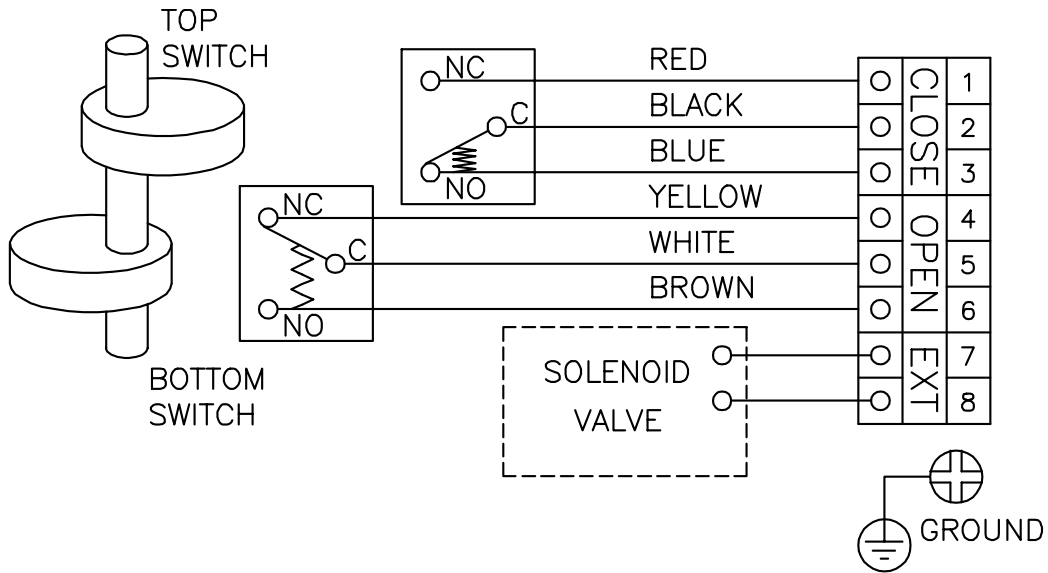 TOP
SWITCH
NC
C
NO
RED
BLACK
BLUE
YELLOW
WHITE
BROWN
NC
C
NO
BOTTOM
SWITCH
SOLENOID
VALVE
CLOSE
OPEN
EXT
1
2
3
4
5
6
7
8
GROUND